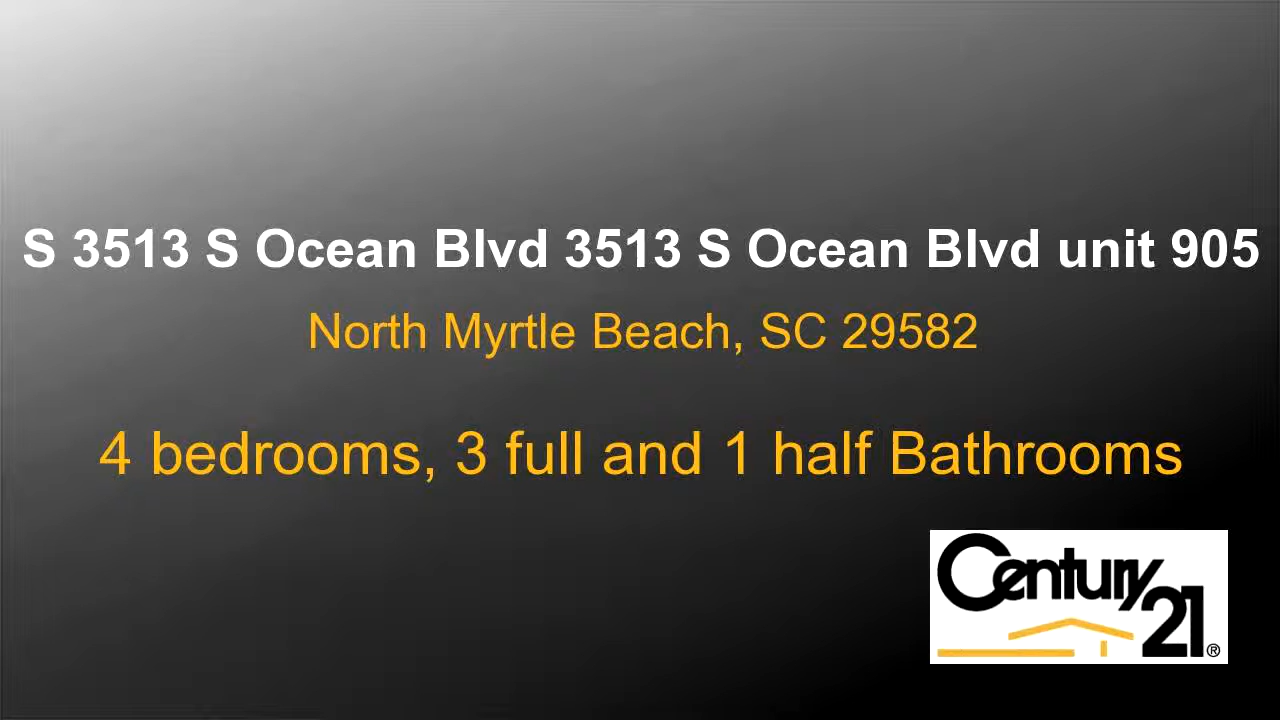 S 3513 S Ocean Blvd 3513 S Ocean Blvd unit 905
North Myrtle Beach, SC 29582
4 bedrooms, 3 full and 1 half Bathrooms
Century
21®